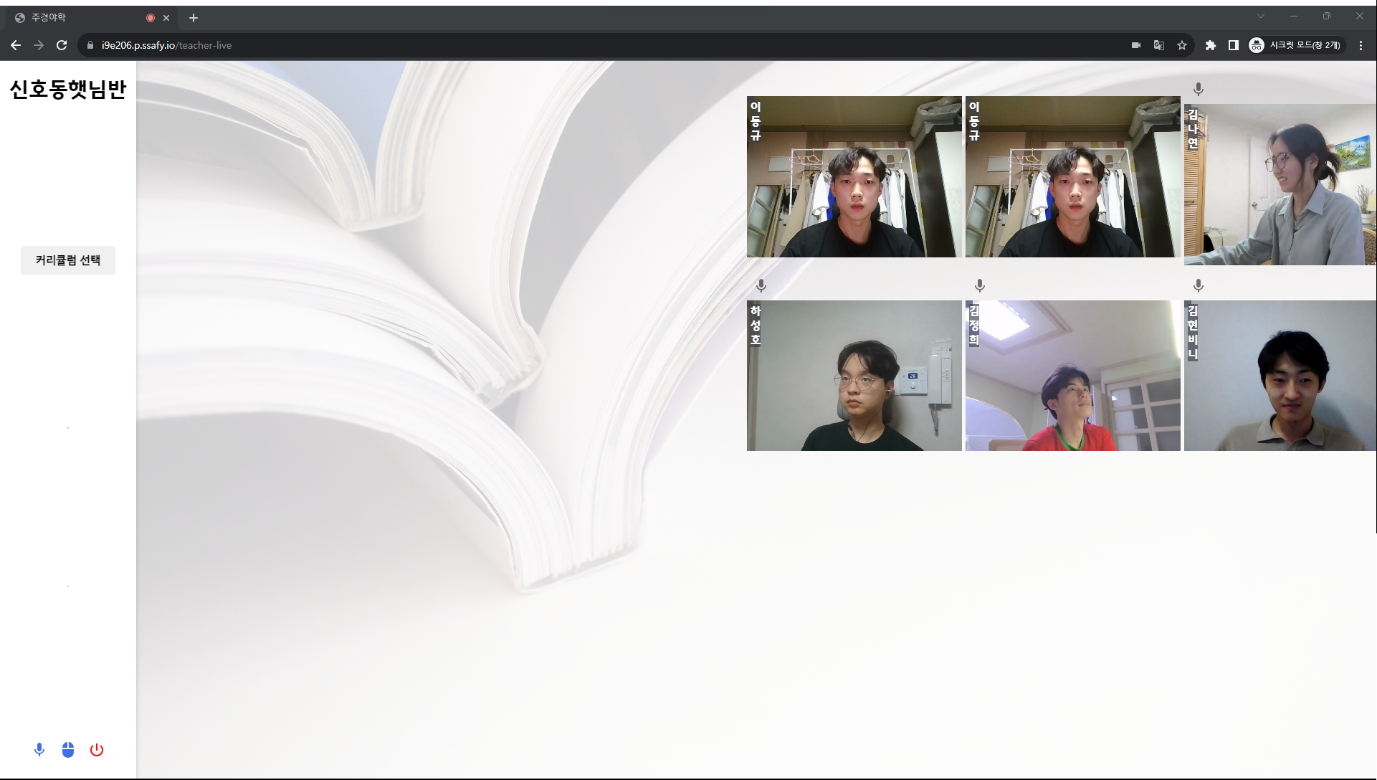 주경야학
i9e206.p.ssafy.io/teacher-live
시크릿 모드(창 2개)
신호동햇님반
커리큘럼 선택
이동규
이동규
김나연
하성호
김정희
김현비니